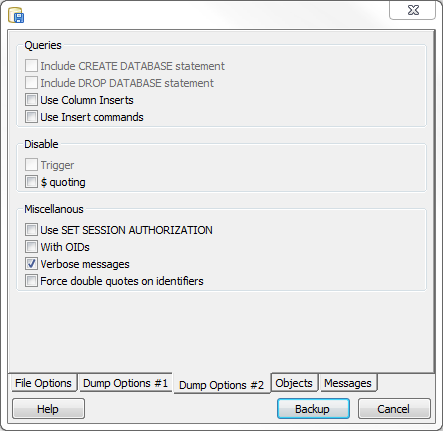 Queries
Include CREATE DATABASE statement
Include DROP DATABASE statement
Use Column Inserts
Use Insert commands
Disable
Trigger
$ quoting
Miscellanous
Use SET SESSION AUTHORIZATION
With OIDs
Verbose messages
Force double quotes on identifiers
File Options Dump Options #1 Dump Options #2 Objects Messages
Help Backup Cancel